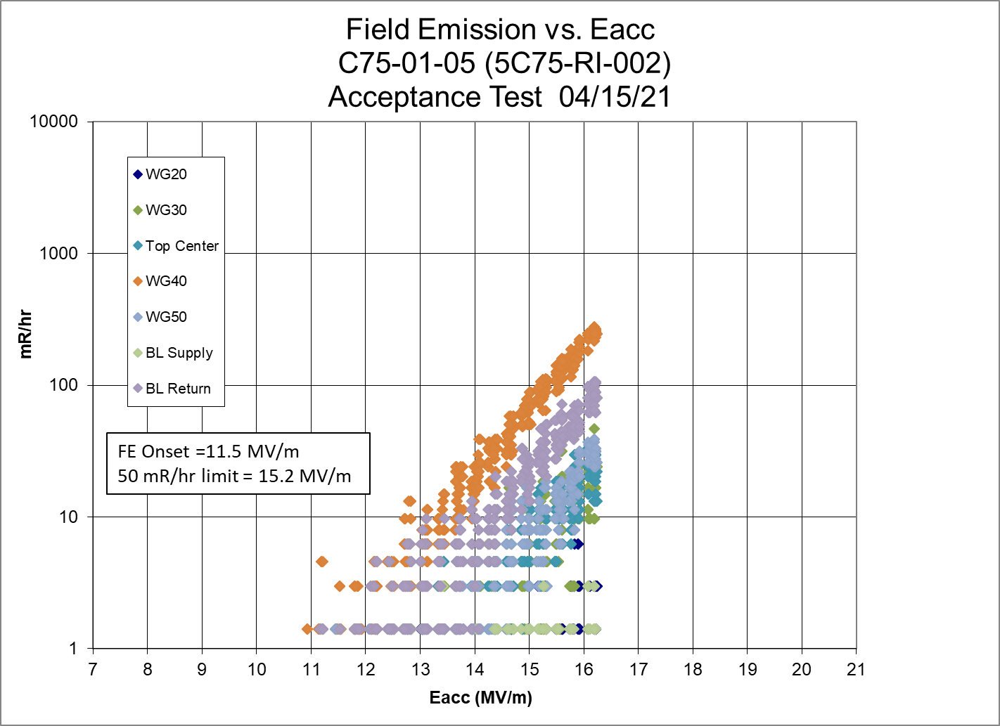 Field Emission vs. Eacc
C75-01-05 (5C75-RI-002)
Acceptance Test  04/15/21
10000
1000
100
10
1
mR/hr
WG20
WG30
Top Center
WG40
WG50
BL Supply
BL Return
FE Onset =11.5 MV/m
50 mR/hr limit = 15.2 MV/m
7 8 9 10 11 12 13 14 15 16 17 18 19 20 21
Eacc (MV/m)